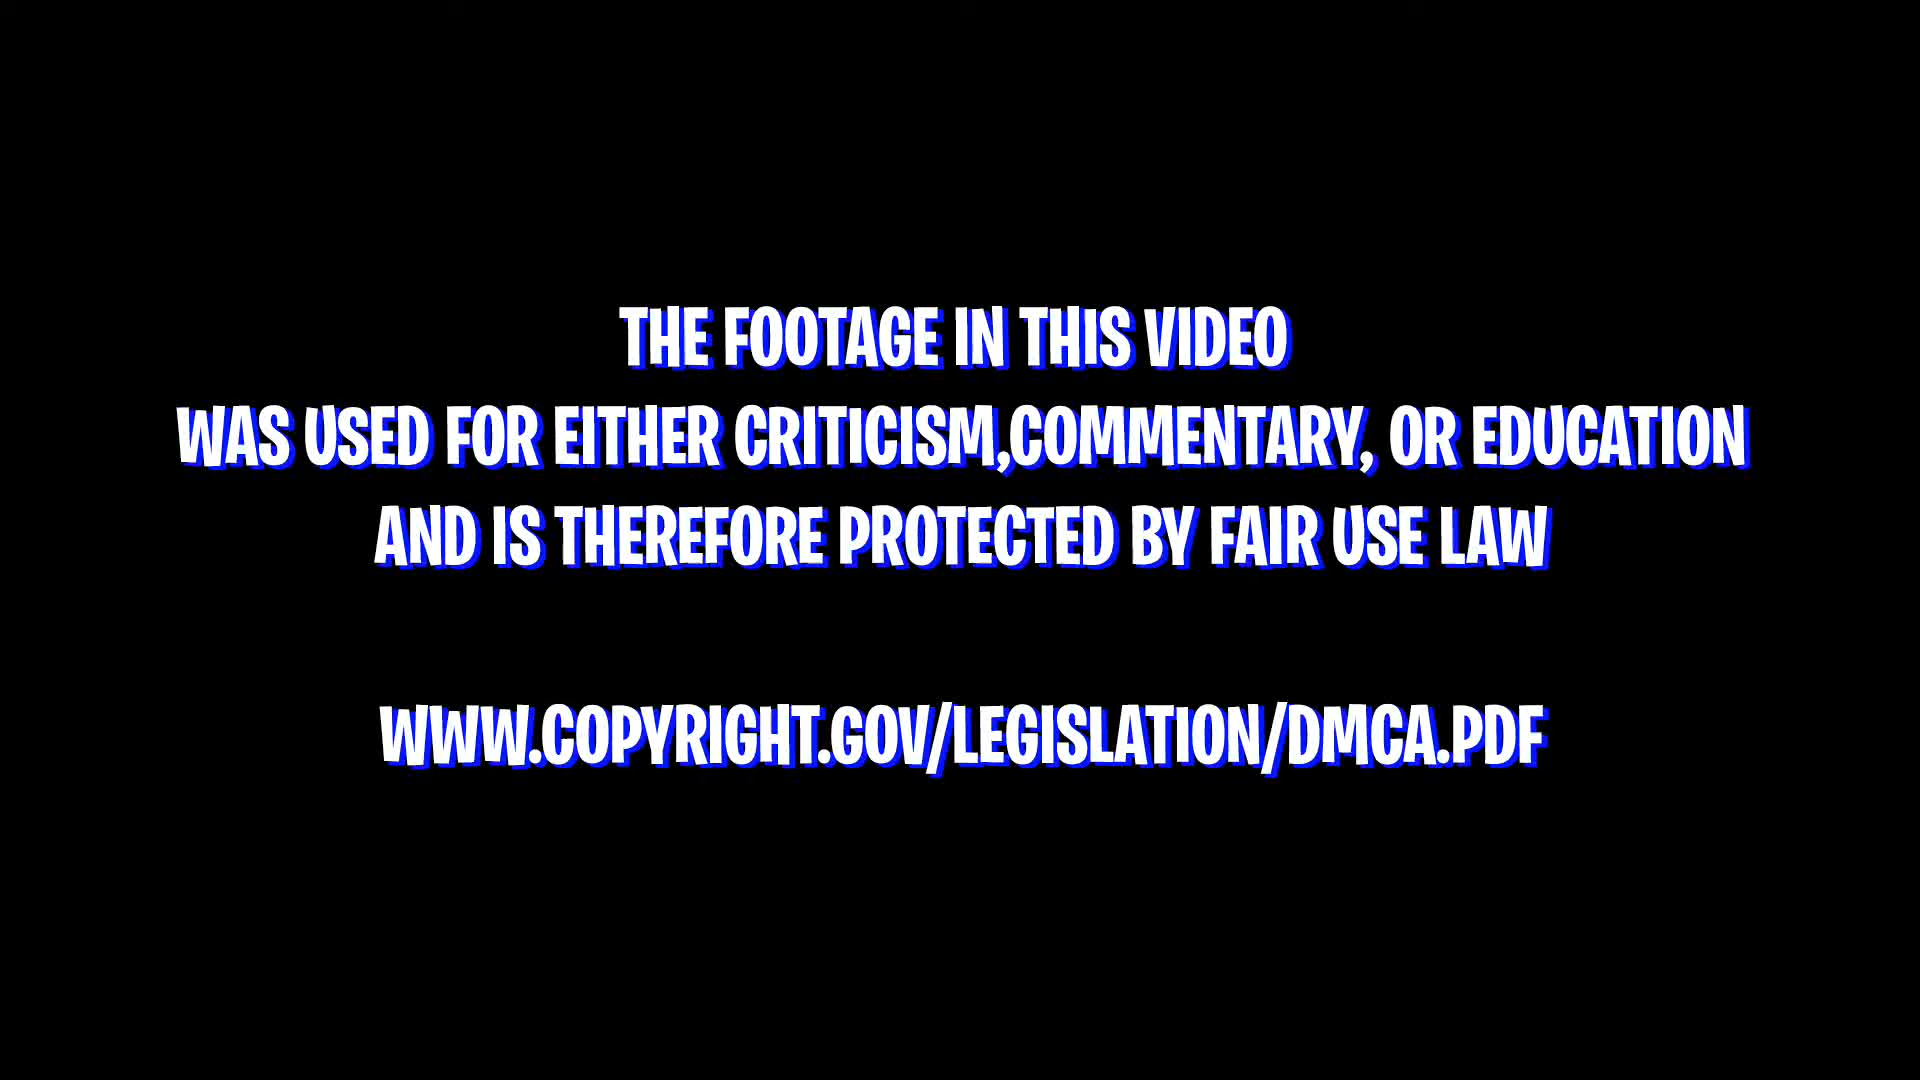 THE FOOTAGE IN THIS VIDEO
WAS USED FOR EITHER CRITICISM,COMMENTARY, OR EDUCATION
AND IS THEREFORE PROTECTED BY FAIR USE LAW
WWW.COPYRIGHT.GOV/LEGISLATION/DMCA.PDF